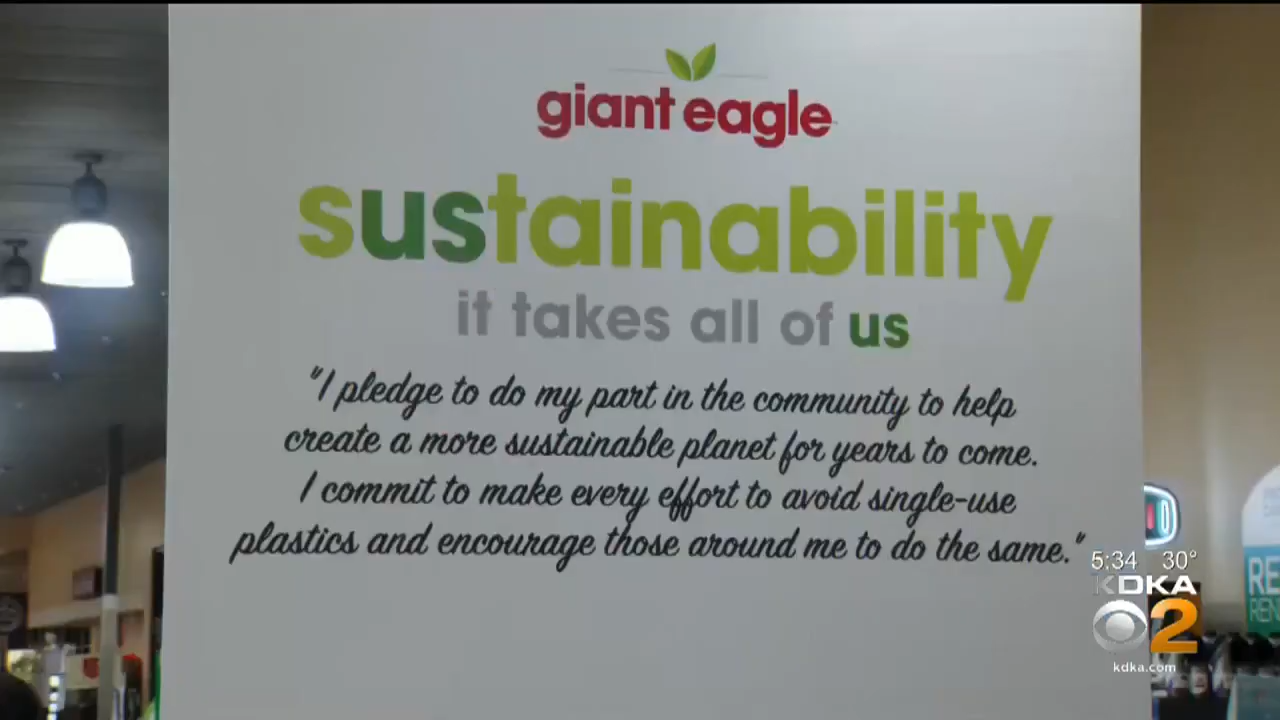 giant eagle
sustainability
it takes all of us
"I pledge to do my part in the community to help
create a more sustainable planet for years to come.
I commit to make every effort to avoid single-use
plastics and encourage those around me to do the same."
5:34 30°
KDKA
2
kdka.com
RE
REN